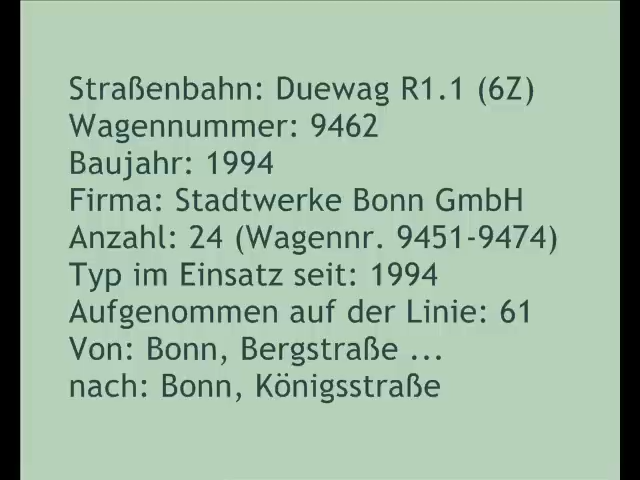 Straßenbahn: Duewag R1.1 (6Z)
Wagennummer: 9462
Baujahr: 1994
Firma: Stadtwerke Bonn GmbH
Anzahl: 24 (Wagennr. 9451-9474)
Typ im Einsatz seit: 1994
Aufgenommen auf der Linie: 61
Von: Bonn, Bergstraße ...
nach: Bonn, Königsstraße